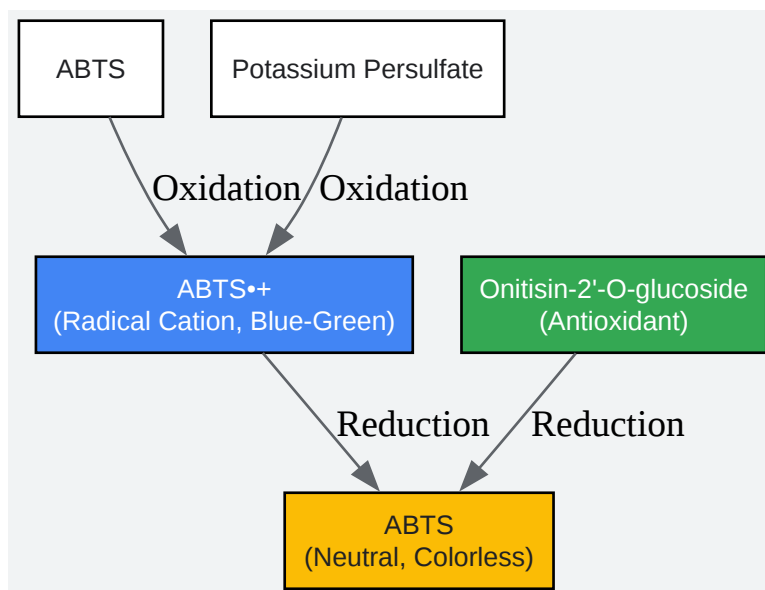 ABTS
Potassium Persulfate
Oxidation
Oxidation
ABTS•+
(Radical Cation, Blue-Green)
Onitisin-2'-O-glucoside
(Antioxidant)
Reduction
Reduction
ABTS
(Neutral, Colorless)